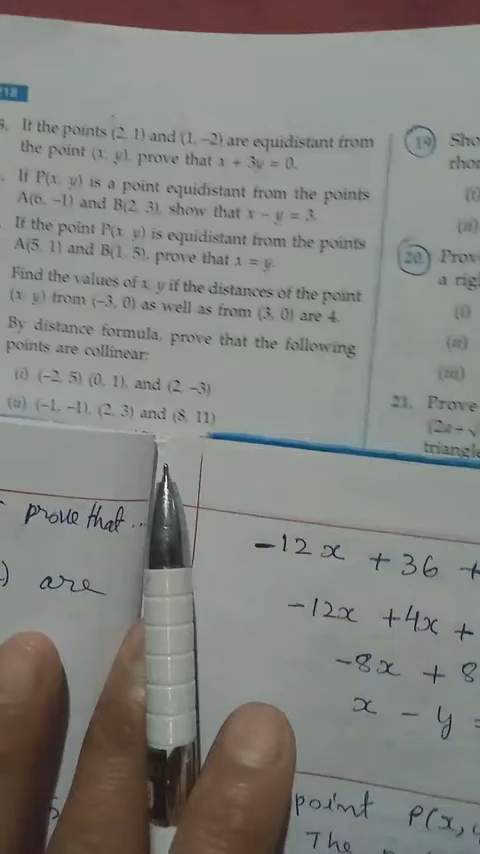 218
5. If the points (2, 1) and (1, −2) are equidistant from
the point (x, y), prove that x + 3y = 0.
If P(x, y) is a point equidistant from the points
A(6, −1) and B(2, 3), show that x − y = 3.
If the point P(x, y) is equidistant from the points
A(5, 1) and B(1, 5), prove that x = y.
Find the values of x, y if the distances of the point
(x, y) from (−3, 0) as well as from (3, 0) are 4.
By distance formula, prove that the following
points are collinear:
(i) (−2, 5) (0, 1), and (2, −3)
(ii) (−1, −1), (2, 3) and (8, 11)
19. Sho
rhor
(i)
(ii)
20. Prov
a rig
(i)
(ii)
(iii)
21. Prove
(2a − √
triangle
prove that ...
) are
-12x + 36 +
-12x + 4x +
-8x + 8
x - y =
point P(x, y
The